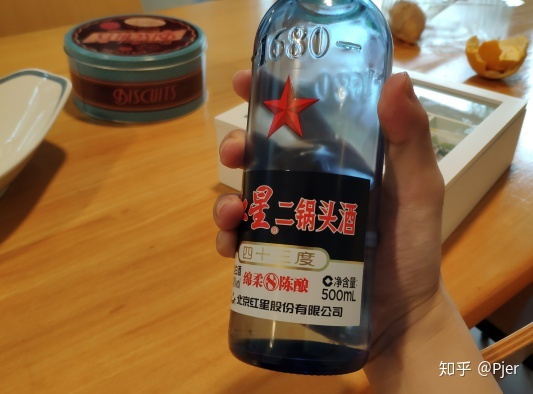 BISCUITS
1680
星®二锅头酒
四十三度
绵柔⑧陈酿
净含量
500mL
北京红星股份有限公司
知乎 @Pjer